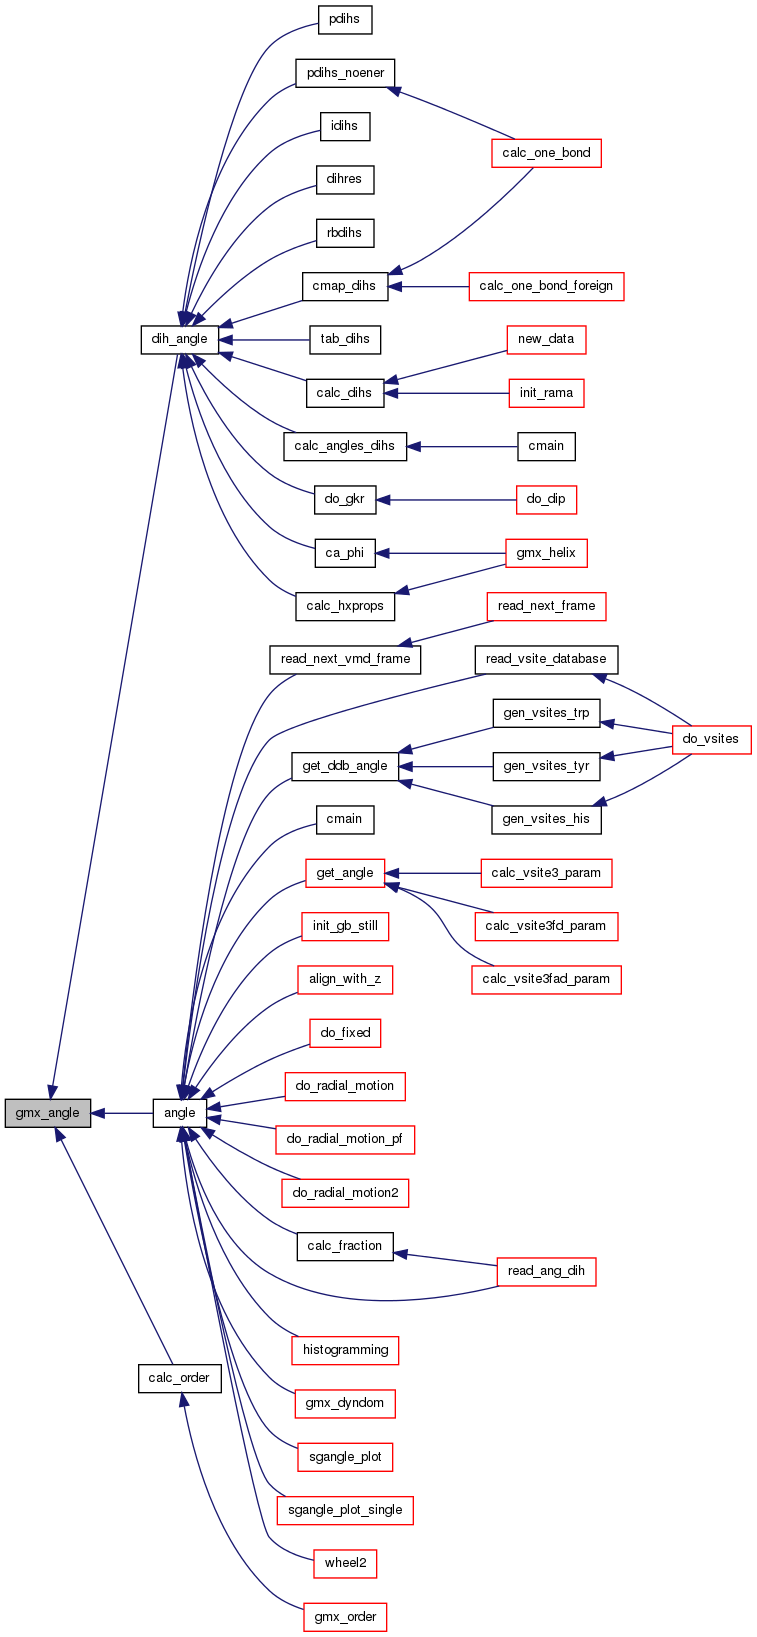 pdihs
pdihs_noener
idihs
calc_one_bond
dihres
rbdihs
cmap_dihs
calc_one_bond_foreign
dih_angle
tab_dihs
new_data
calc_dihs
init_rama
calc_angles_dihs
cmain
do_gkr
do_dip
ca_phi
gmx_helix
calc_hxprops
read_next_frame
read_next_vmd_frame
read_vsite_database
gen_vsites_trp
do_vsites
get_ddb_angle
gen_vsites_tyr
cmain
gen_vsites_his
get_angle
calc_vsite3_param
init_gb_still
calc_vsite3fd_param
align_with_z
calc_vsite3fad_param
do_fixed
do_radial_motion
gmx_angle
angle
do_radial_motion_pf
do_radial_motion2
calc_fraction
read_ang_dih
histogramming
calc_order
gmx_dyndom
sgangle_plot
sgangle_plot_single
wheel2
gmx_order